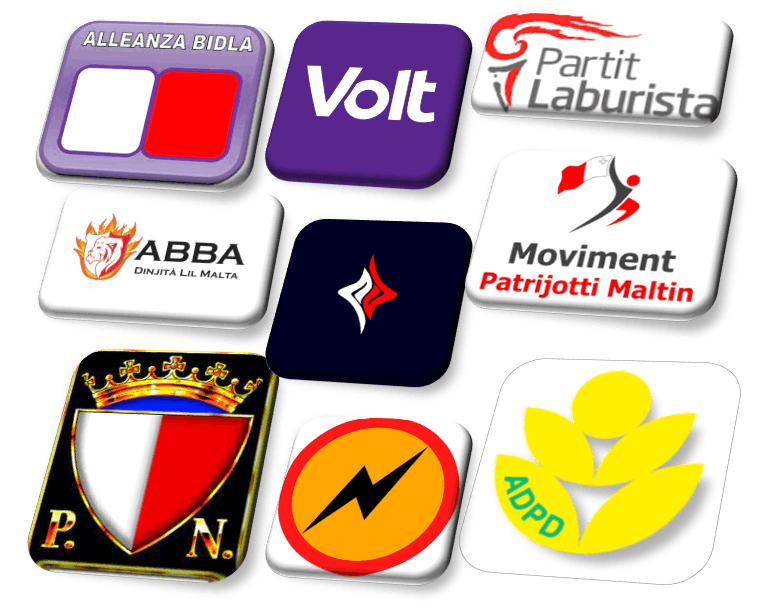 ALLEANZA BIDLA
Volt
Partit
Laburista
ABBA
DINJITÀ LIL MALTA
Moviment
Patrijotti Maltin
P. N.
ADPD